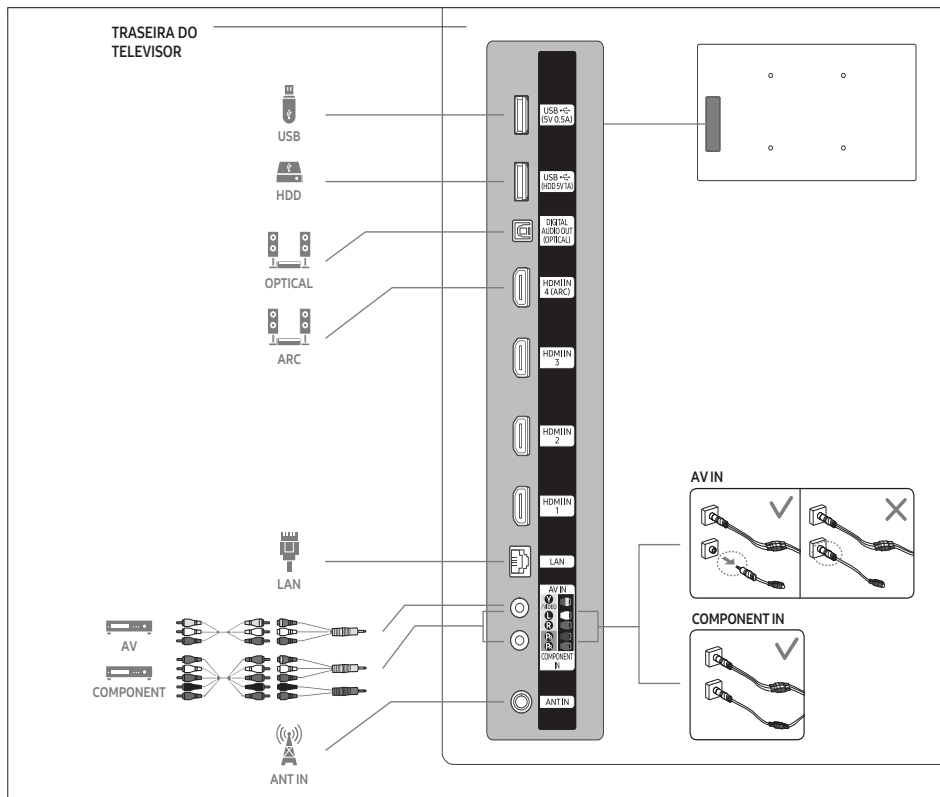 TRASEIRA DO
TELEVISOR
USB
HDD
OPTICAL
ARC
LAN
AV
COMPONENT
ANT IN
USB
(5V 0.5A)
USB
(HDD 5V 1A)
DIGITAL
AUDIO OUT
(OPTICAL)
HDMI IN
4 (ARC)
HDMI IN
3
HDMI IN
2
HDMI IN
1
LAN
AV IN
Y
/VIDEO
L
R
COMPONENT
IN
ANT IN
AV IN
COMPONENT IN